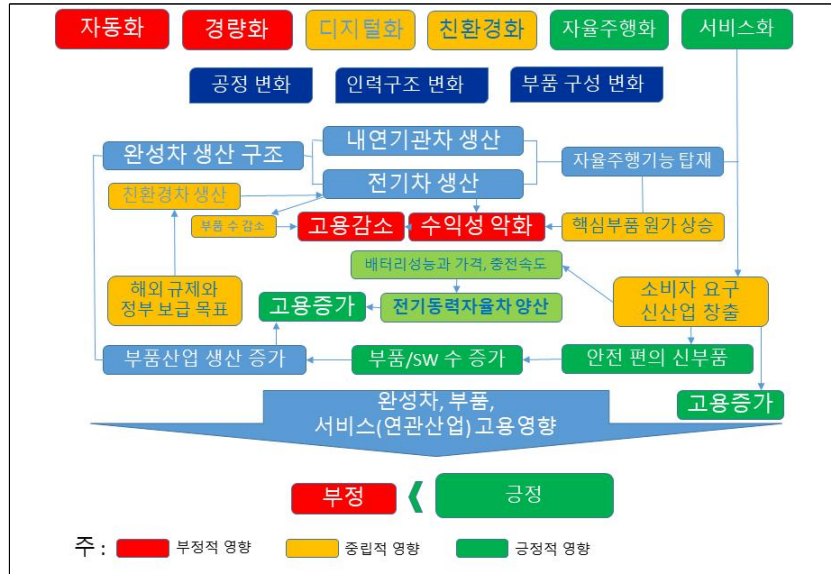 자동화
경량화
디지털화
친환경화
자율주행화
서비스화
공정 변화
인력구조 변화
부품 구성 변화
완성차 생산 구조
내연기관차 생산
전기차 생산
자율주행기능 탑재
친환경차 생산
부품 수 감소
고용감소
수익성 악화
핵심부품 원가 상승
배터리성능과 가격, 충전속도
해외 규제와
정부 보급 목표
고용증가
전기동력자율차 양산
소비자 요구
신산업 창출
부품산업 생산 증가
부품/SW 수 증가
안전 편의 신부품
고용증가
완성차, 부품,
서비스(연관산업) 고용영향
부정
긍정
주 :
부정적 영향
중립적 영향
긍정적 영향